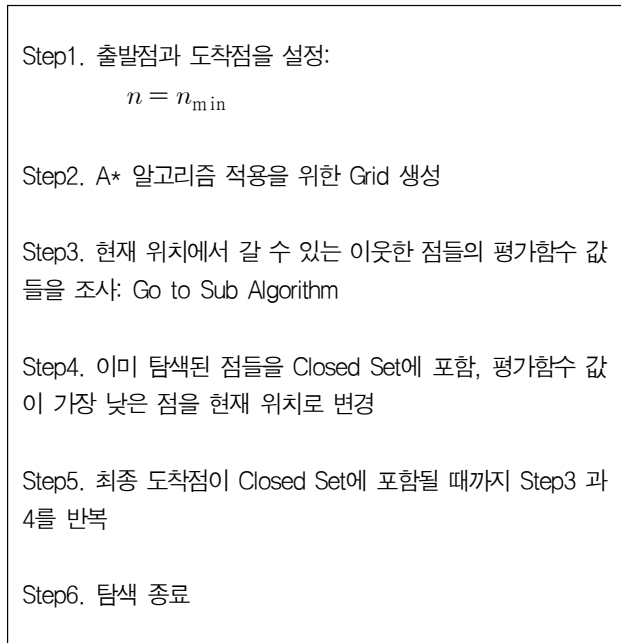 Step1. 출발점과 도착점을 설정:
n = n_min
Step2. A* 알고리즘 적용을 위한 Grid 생성
Step3. 현재 위치에서 갈 수 있는 이웃한 점들의 평가함수 값
들을 조사: Go to Sub Algorithm
Step4. 이미 탐색된 점들을 Closed Set에 포함, 평가함수 값
이 가장 낮은 점을 현재 위치로 변경
Step5. 최종 도착점이 Closed Set에 포함될 때까지 Step3 과
4를 반복
Step6. 탐색 종료